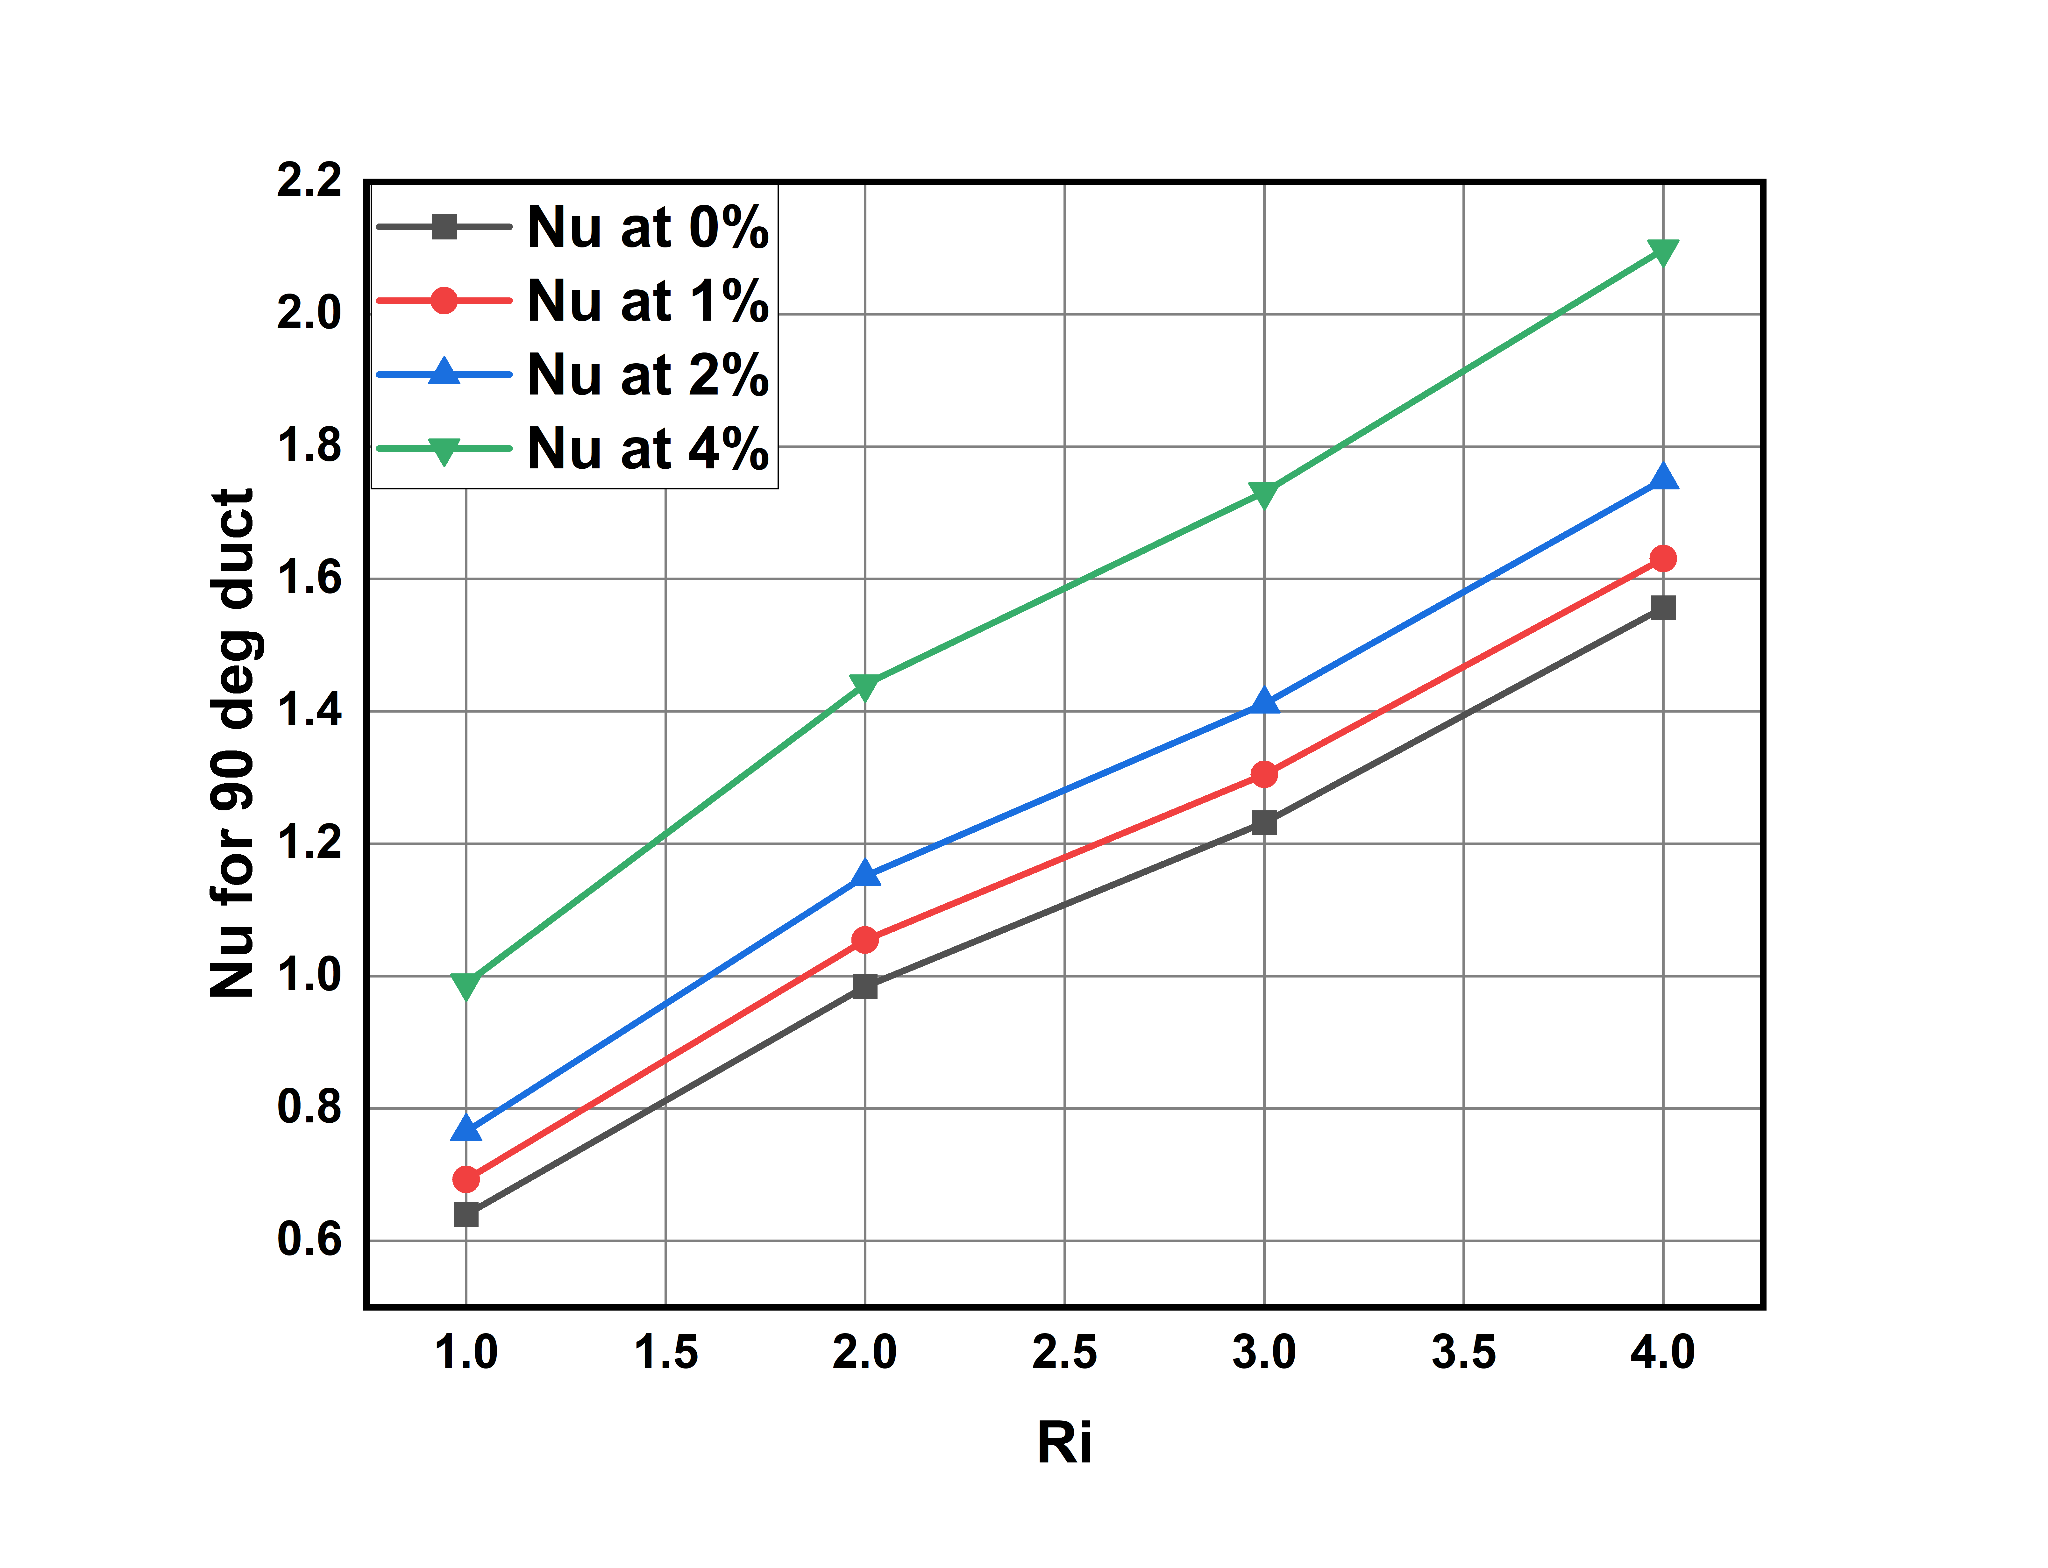 Nu at 0%
Nu at 1%
Nu at 2%
Nu at 4%
2.2
2.0
1.8
1.6
1.4
1.2
1.0
0.8
0.6
Nu for 90 deg duct
1.0 1.5 2.0 2.5 3.0 3.5 4.0
Ri